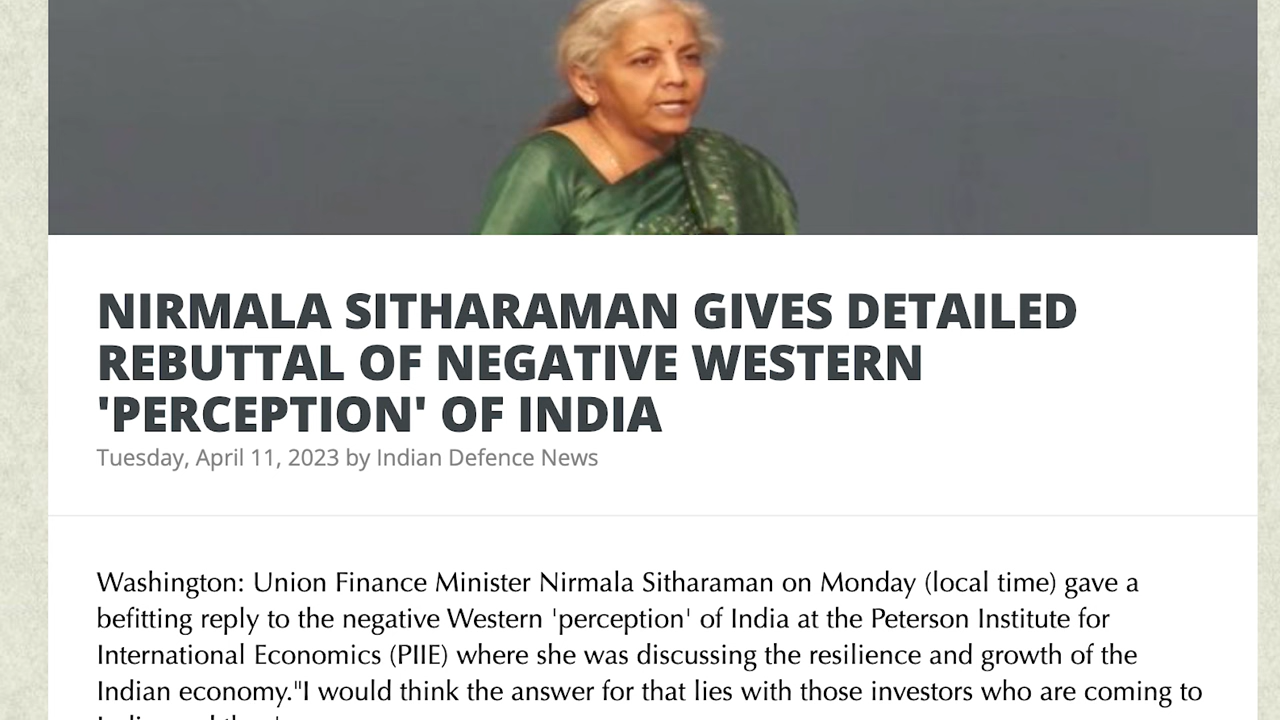 NIRMALA SITHARAMAN GIVES DETAILED
REBUTTAL OF NEGATIVE WESTERN
'PERCEPTION' OF INDIA
Tuesday, April 11, 2023 by Indian Defence News
Washington: Union Finance Minister Nirmala Sitharaman on Monday (local time) gave a
befitting reply to the negative Western 'perception' of India at the Peterson Institute for
International Economics (PIIE) where she was discussing the resilience and growth of the
Indian economy."I would think the answer for that lies with those investors who are coming to